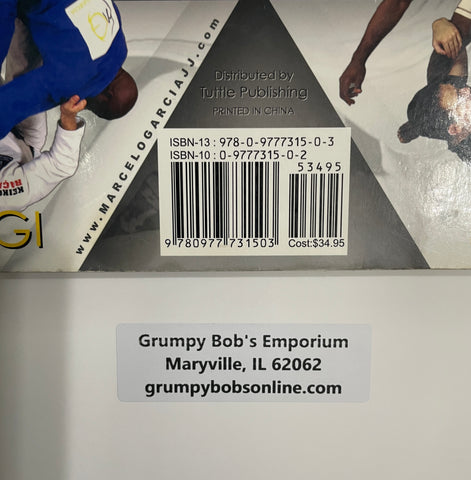 Distributed by
Tuttle Publishing
PRINTED IN CHINA
www.MARCELOGARCIAJJ.com
ISBN-13 : 978-0-9777315-0-3
ISBN-10 : 0-9777315-0-2
53495
9 780977 731503
Cost:$34.95
GI
Grumpy Bob's Emporium
Maryville, IL 62062
grumpybobsonline.com